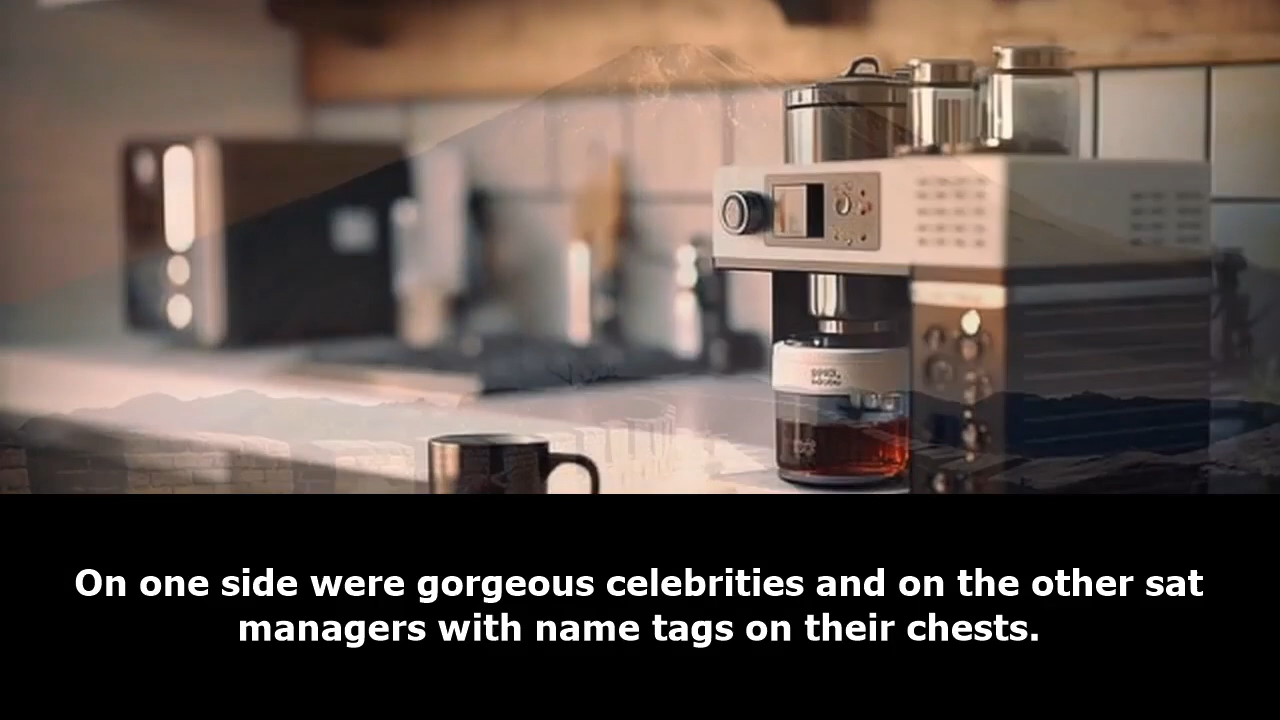 On one side were gorgeous celebrities and on the other sat
managers with name tags on their chests.